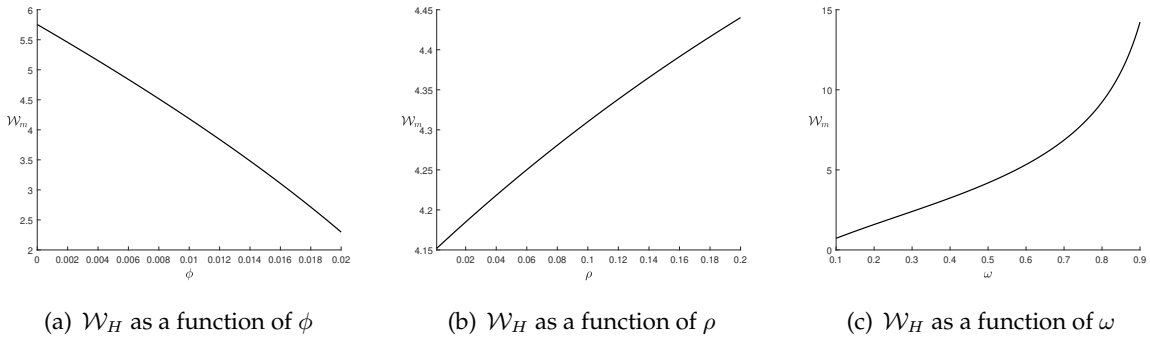 6
5.5
5
4.5
4
3.5
3
2.5
2
𝒲ₘ
0 0.002 0.004 0.006 0.008 0.01 0.012 0.014 0.016 0.018 0.02
ϕ
4.45
4.4
4.35
4.3
4.25
4.2
4.15
𝒲ₘ
0.02 0.04 0.06 0.08 0.1 0.12 0.14 0.16 0.18 0.2
ρ
15
10
5
0
𝒲ₘ
0.1 0.2 0.3 0.4 0.5 0.6 0.7 0.8 0.9
ω
(a) 𝒲_H as a function of ϕ
(b) 𝒲_H as a function of ρ
(c) 𝒲_H as a function of ω